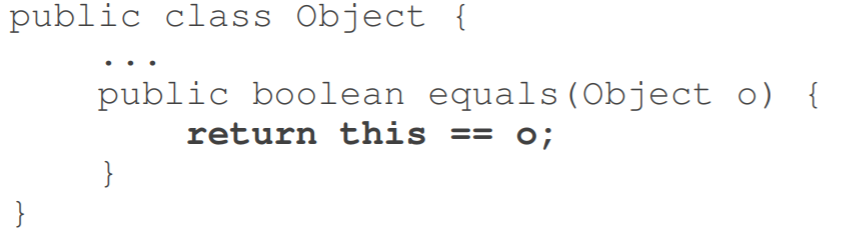 public class Object {
    ...
    public boolean equals(Object o) {
        return this == o;
    }
}